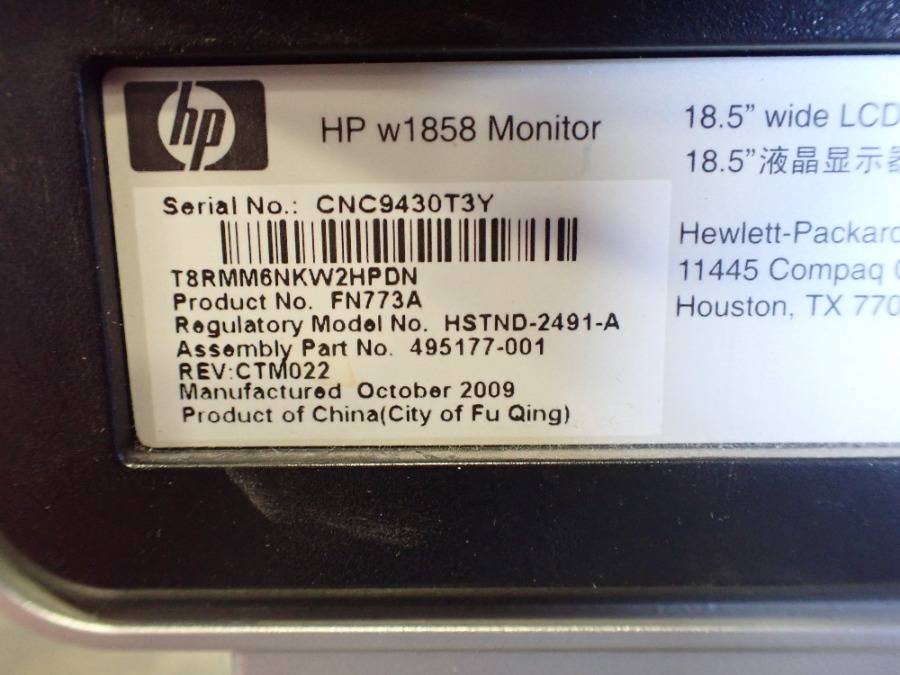 hp
HP w1858 Monitor
18.5" wide LCD
18.5"液晶显示器
Serial No.: CNC9430T3Y
T8RMM6NKW2HPDN
Product No. FN773A
Regulatory Model No. HSTND-2491-A
Assembly Part No. 495177-001
REV:CTM022
Manufactured October 2009
Product of China(City of Fu Qing)
Hewlett-Packard
11445 Compaq
Houston, TX 770